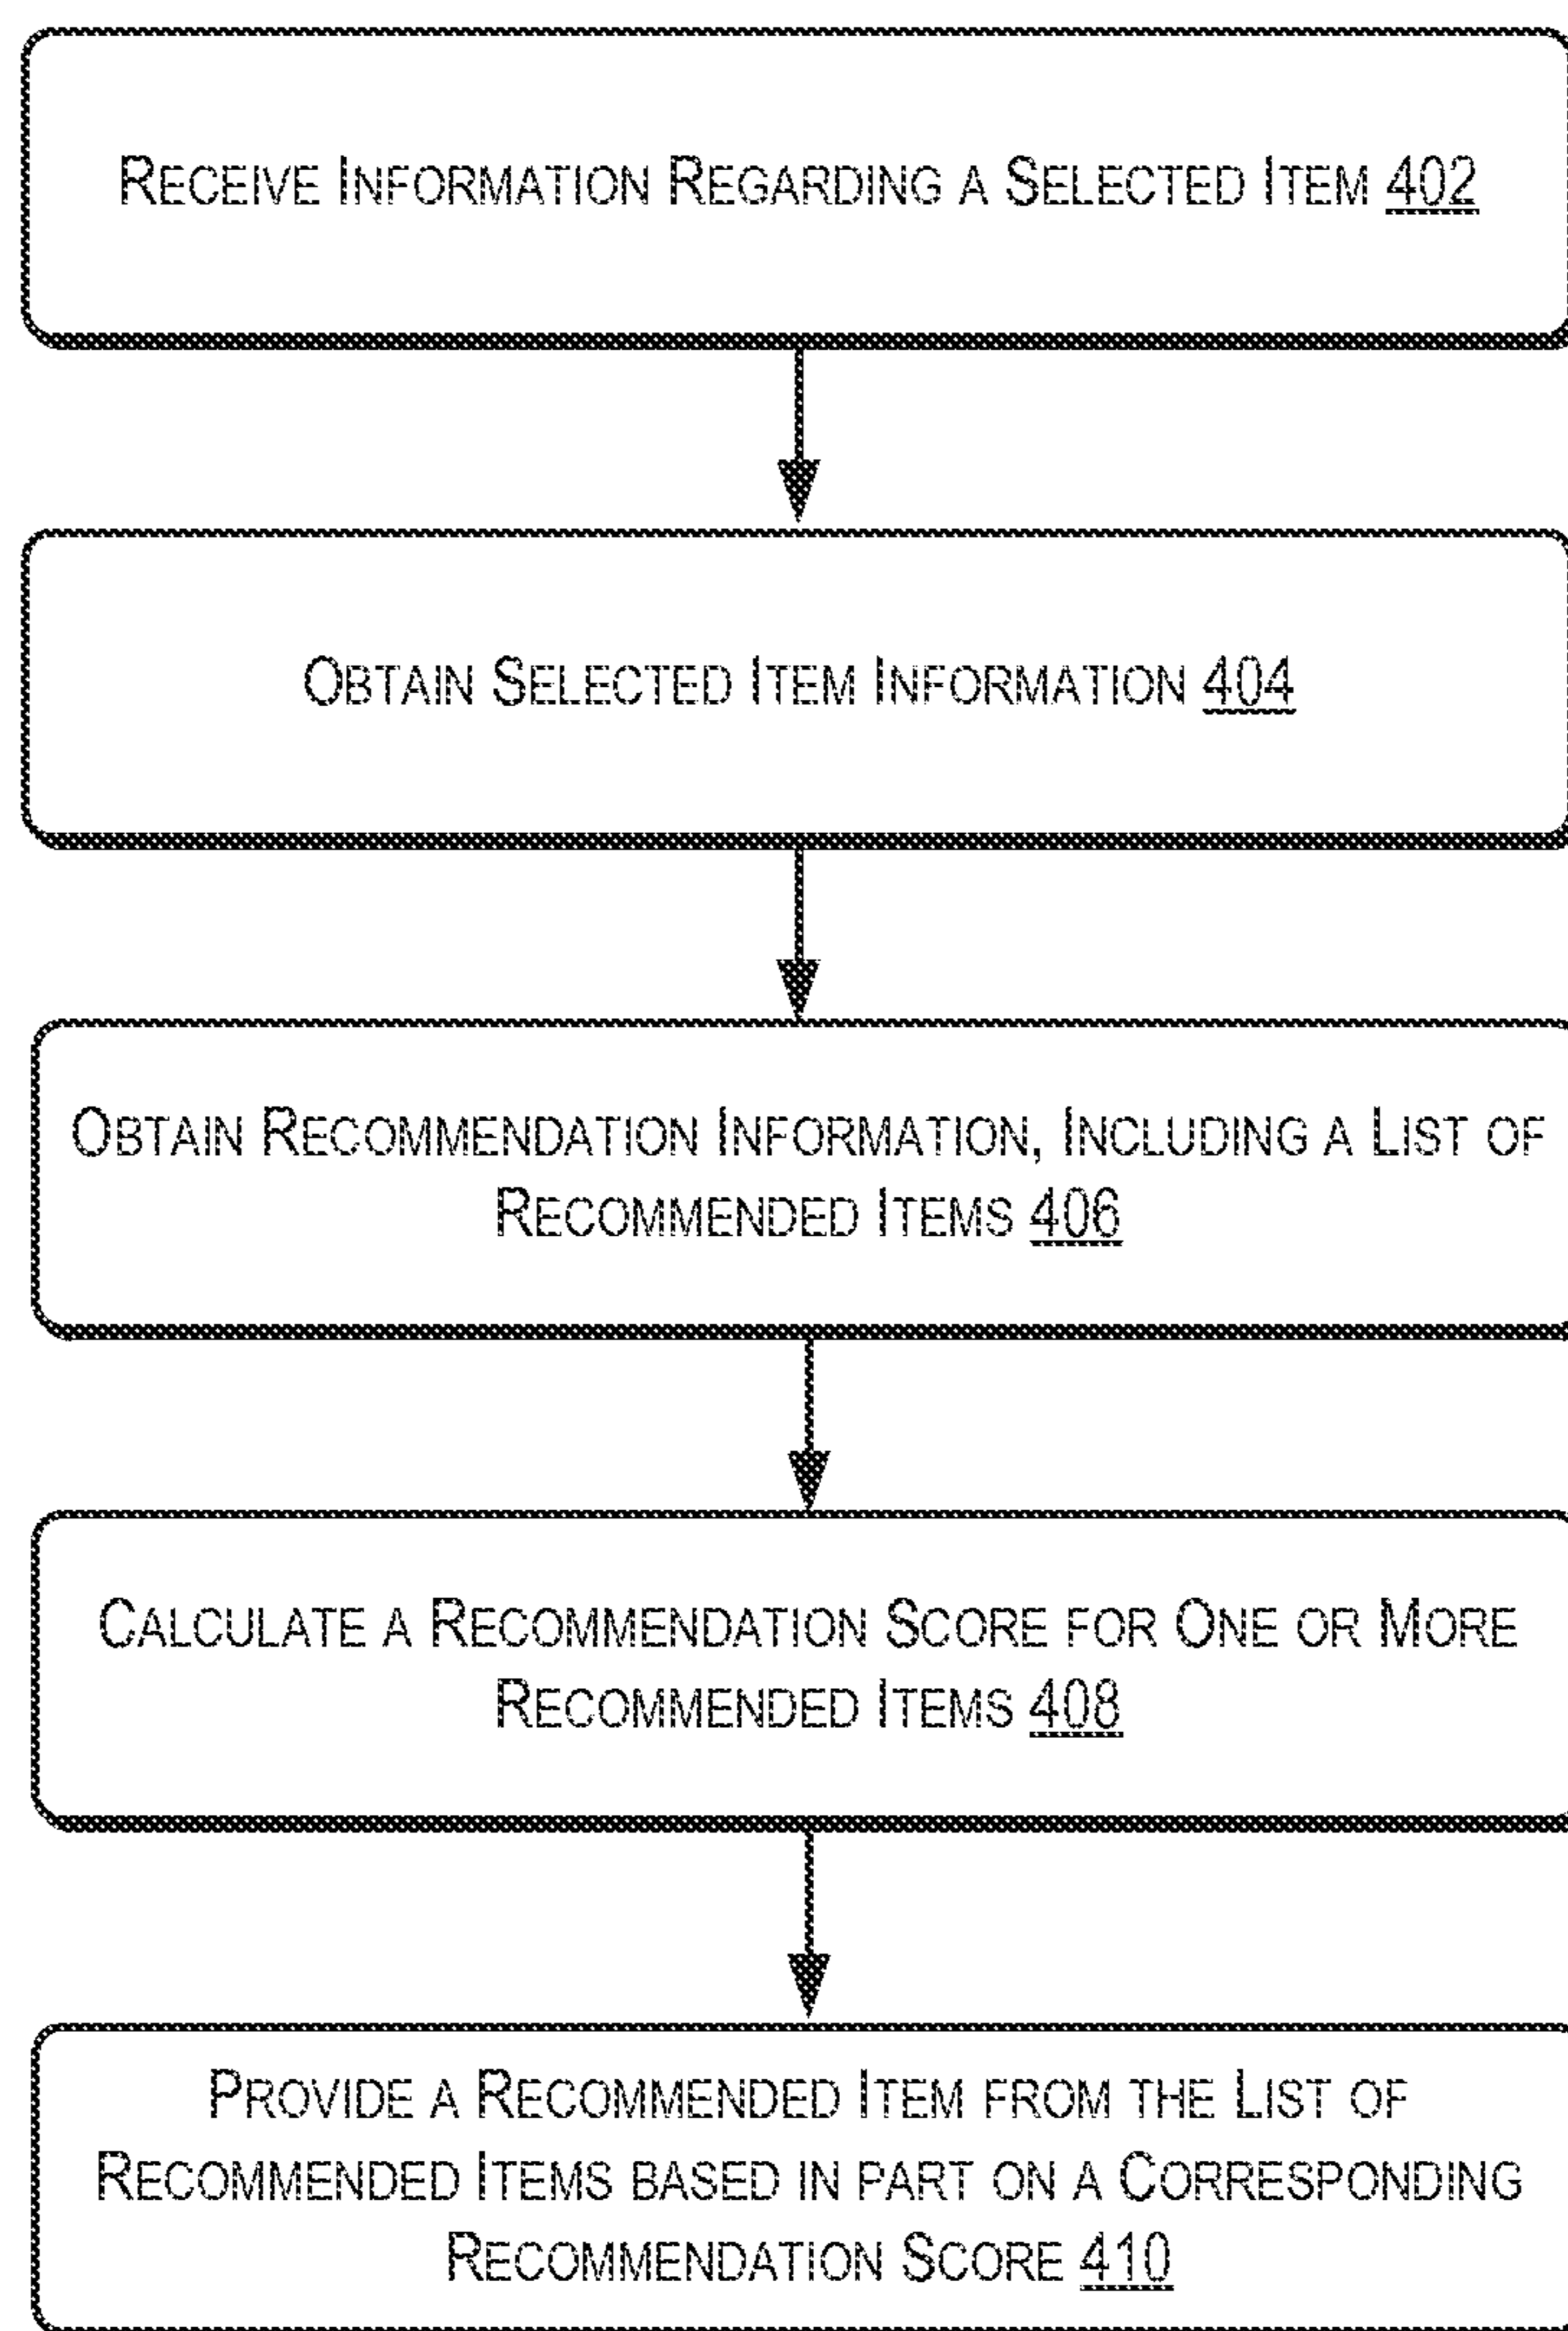 RECEIVE INFORMATION REGARDING A SELECTED ITEM 402
OBTAIN SELECTED ITEM INFORMATION 404
OBTAIN RECOMMENDATION INFORMATION, INCLUDING A LIST OF
RECOMMENDED ITEMS 406
CALCULATE A RECOMMENDATION SCORE FOR ONE OR MORE
RECOMMENDED ITEMS 408
PROVIDE A RECOMMENDED ITEM FROM THE LIST OF
RECOMMENDED ITEMS BASED IN PART ON A CORRESPONDING
RECOMMENDATION SCORE 410